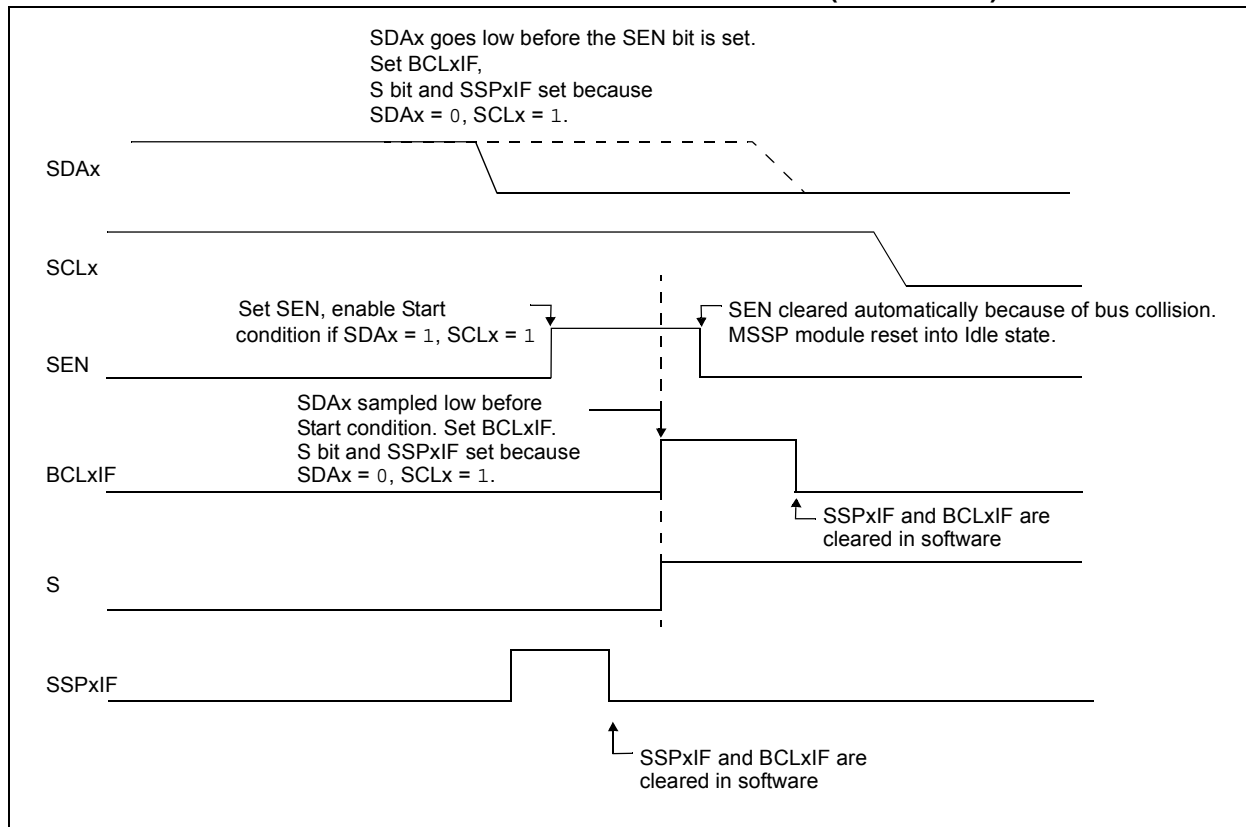 SDAx goes low before the SEN bit is set.
Set BCLxIF,
S bit and SSPxIF set because
SDAx = 0, SCLx = 1.
SDAx
SCLx
Set SEN, enable Start
condition if SDAx = 1, SCLx = 1
SEN cleared automatically because of bus collision.
MSSP module reset into Idle state.
SEN
SDAx sampled low before
Start condition. Set BCLxIF.
S bit and SSPxIF set because
SDAx = 0, SCLx = 1.
BCLxIF
SSPxIF and BCLxIF are
cleared in software
S
SSPxIF
SSPxIF and BCLxIF are
cleared in software